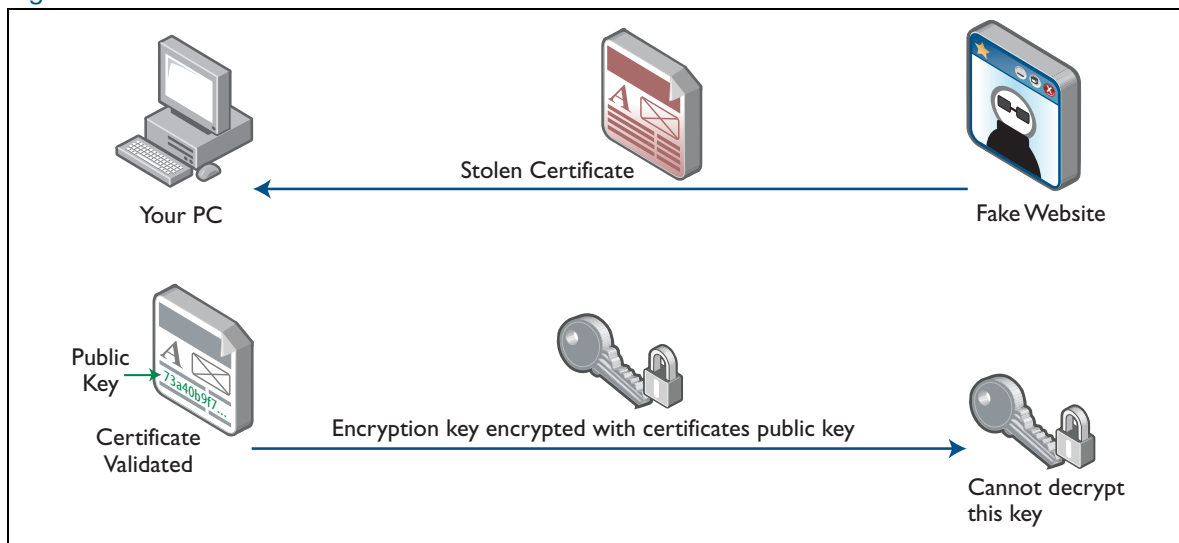 Stolen Certificate
Your PC
Fake Website
A
Public
Key
A
73a40b9f7...
Certificate
Validated
Encryption key encrypted with certificates public key
Cannot decrypt
this key